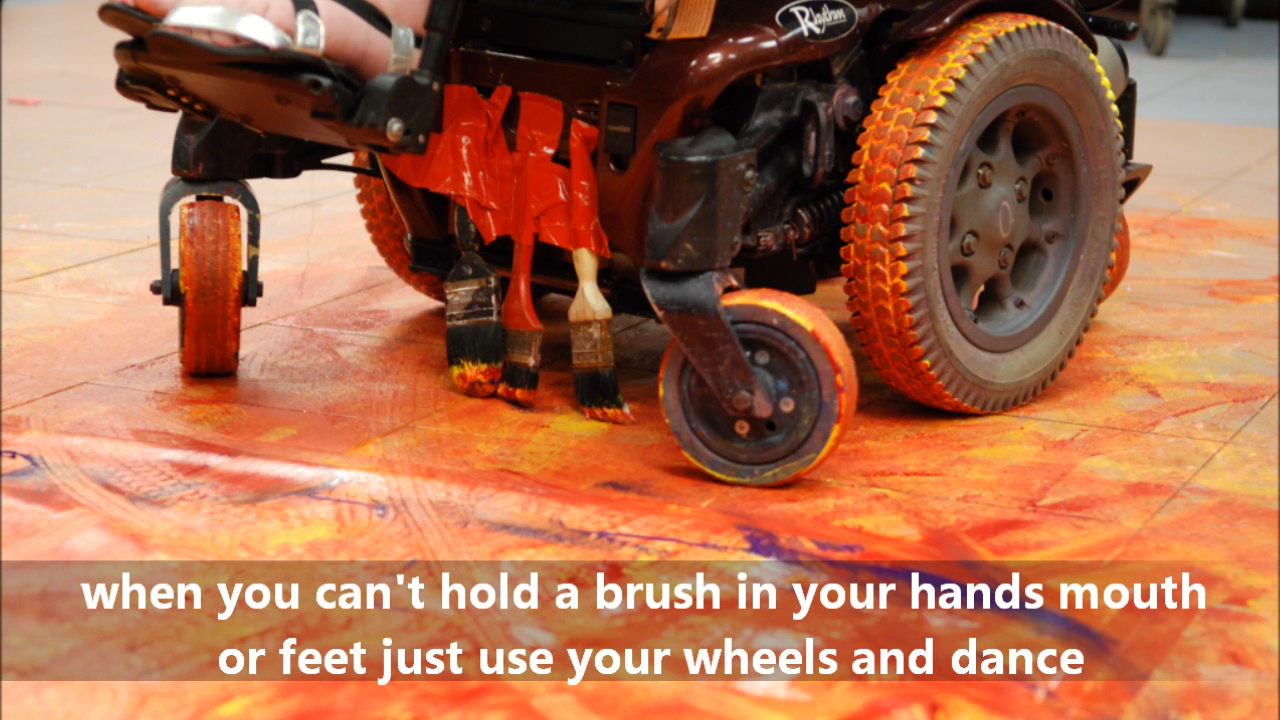 Rhythm
when you can't hold a brush in your hands mouth
or feet just use your wheels and dance